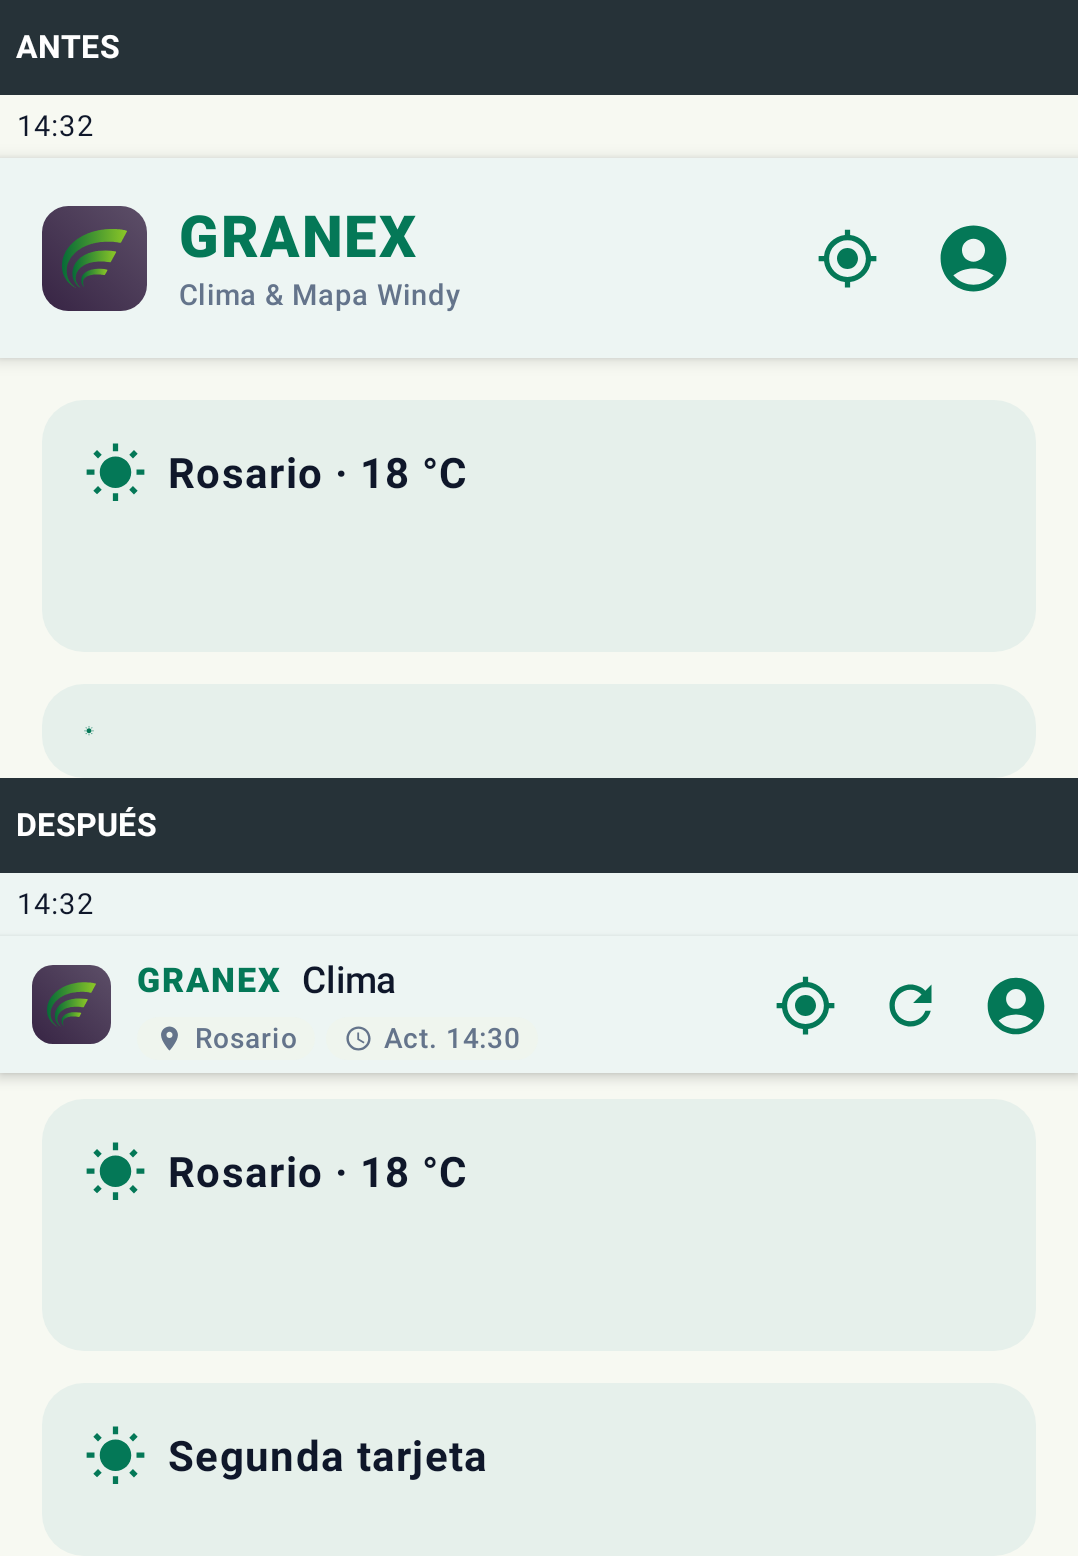 ANTES
14:32
GRANEX
Clima & Mapa Windy
Rosario · 18 °C
DESPUÉS
14:32
GRANEX Clima
Rosario Act. 14:30
Rosario · 18 °C
Segunda tarjeta